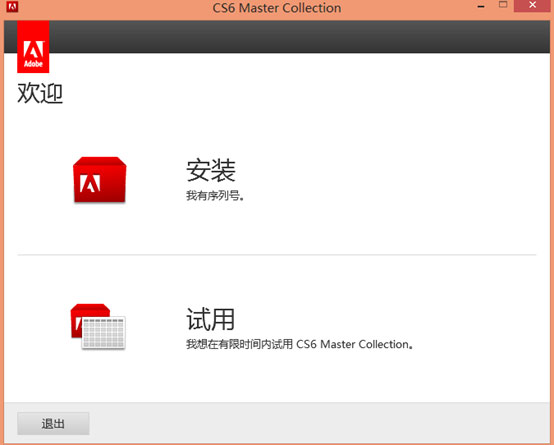 CS6 Master Collection
Adobe
欢迎
安装
我有序列号。
试用
我想在有限时间内试用 CS6 Master Collection。
退出